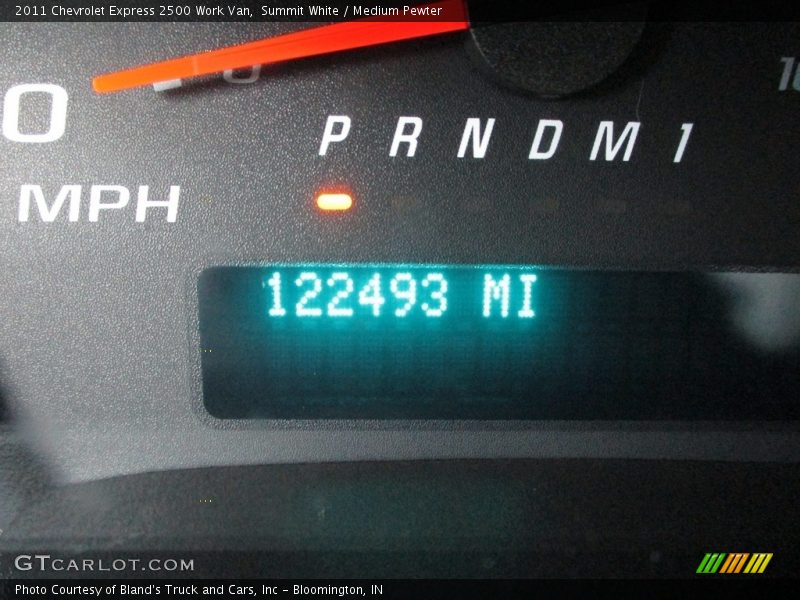 2011 Chevrolet Express 2500 Work Van, Summit White / Medium Pewter
0
MPH
P R N D M 1
122493 MI
GTCARLOT.COM
Photo Courtesy of Bland's Truck and Cars, Inc - Bloomington, IN